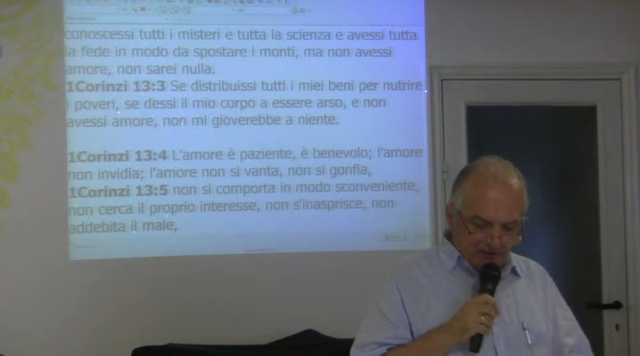 conoscessi tutti i misteri e tutta la scienza e avessi tutta
la fede in modo da spostare i monti, ma non avessi
amore, non sarei nulla.
1Corinzi 13:3 Se distribuissi tutti i miei beni per nutrire
i poveri, se dessi il mio corpo a essere arso, e non
avessi amore, non mi gioverebbe a niente.
1Corinzi 13:4 L'amore è paziente, è benevolo; l'amore
non invidia; l'amore non si vanta, non si gonfia,
1Corinzi 13:5 non si comporta in modo sconveniente,
non cerca il proprio interesse, non s'inasprisce, non
addebita il male,